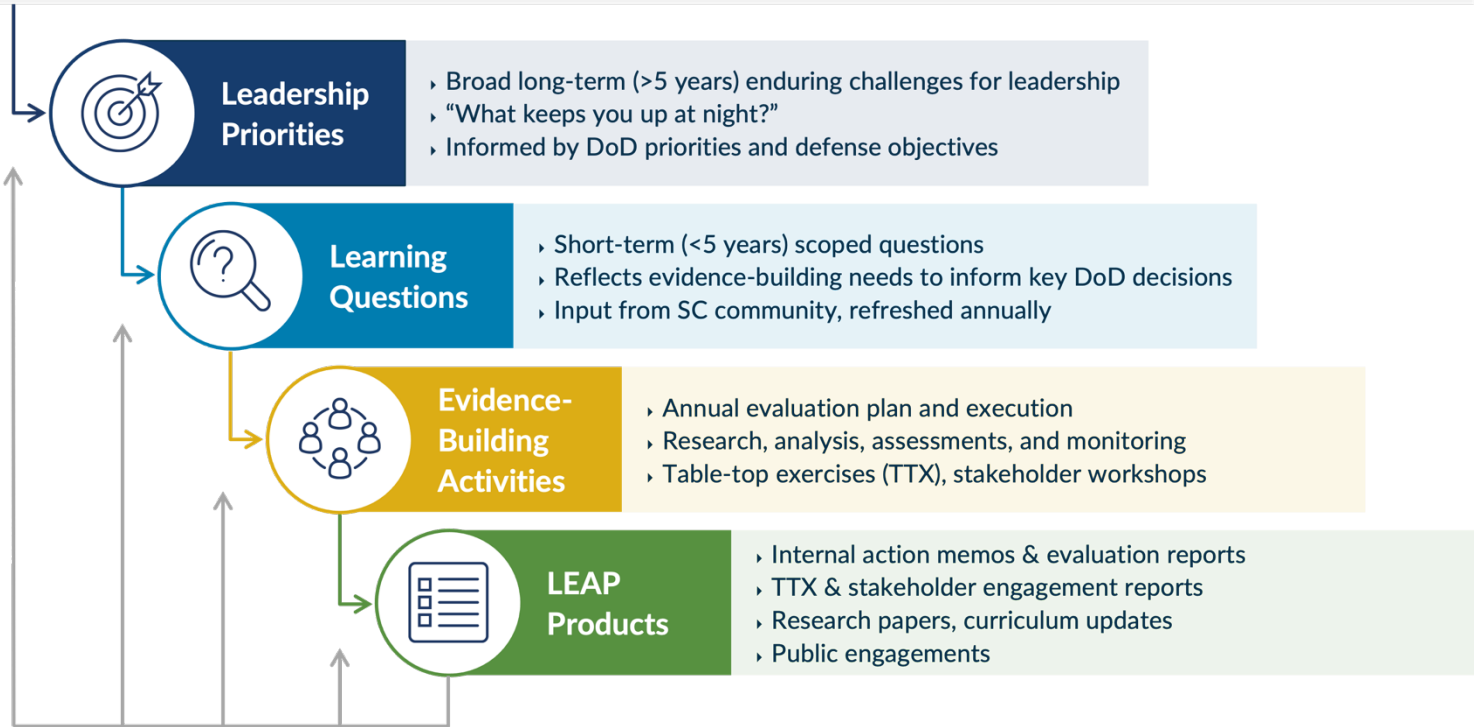 Leadership
Priorities
‣ Broad long-term (>5 years) enduring challenges for leadership
‣ “What keeps you up at night?”
‣ Informed by DoD priorities and defense objectives
?
Learning
Questions
‣ Short-term (<5 years) scoped questions
‣ Reflects evidence-building needs to inform key DoD decisions
‣ Input from SC community, refreshed annually
Evidence-
Building
Activities
‣ Annual evaluation plan and execution
‣ Research, analysis, assessments, and monitoring
‣ Table-top exercises (TTX), stakeholder workshops
LEAP
Products
‣ Internal action memos & evaluation reports
‣ TTX & stakeholder engagement reports
‣ Research papers, curriculum updates
‣ Public engagements